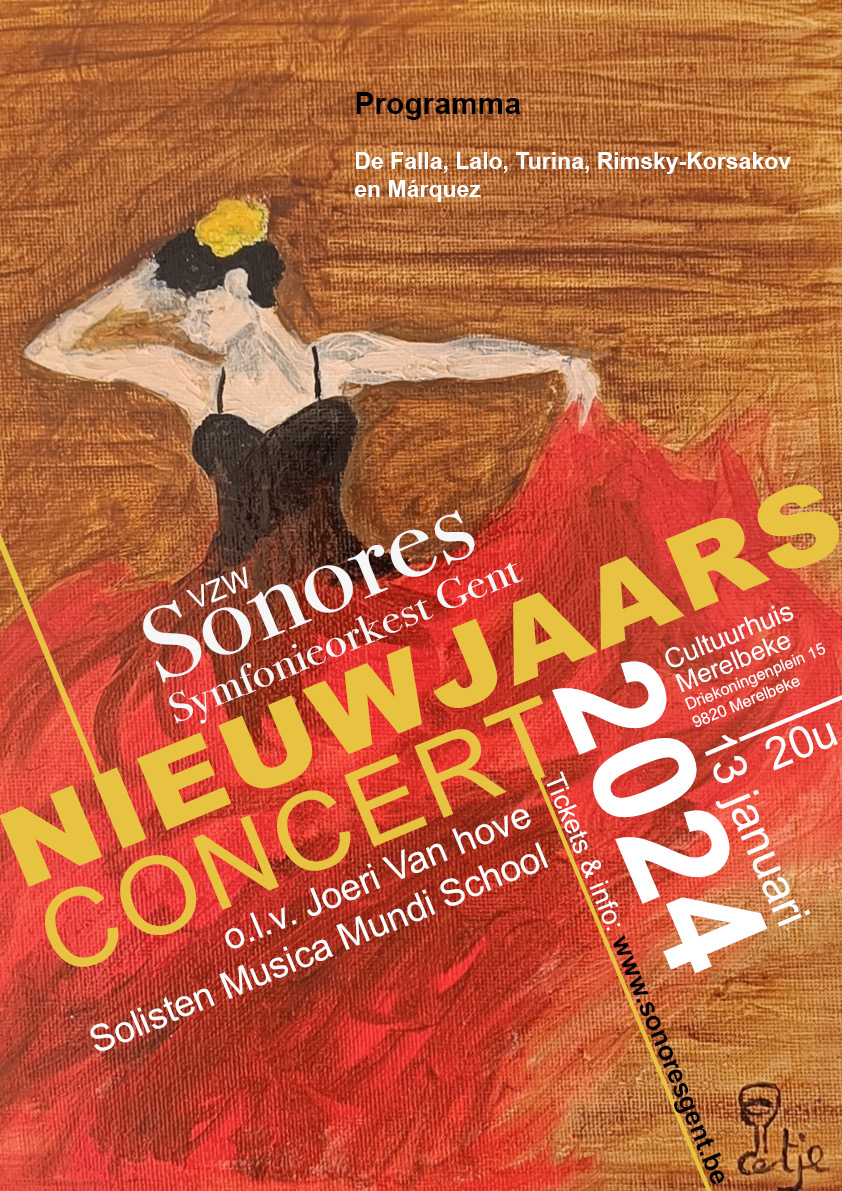 Programma
De Falla, Lalo, Turina, Rimsky-Korsakov
en Márquez
vzw
Sonores
Symfonieorkest Gent
NIEUWJAARS
CONCERT
2024
Cultuurhuis
Merelbeke
Driekoningenplein 15
9820 Merelbeke
20u
13 januari
o.l.v. Joeri Van hove
Solisten Musica Mundi School
Tickets & info: www.sonoresgent.be